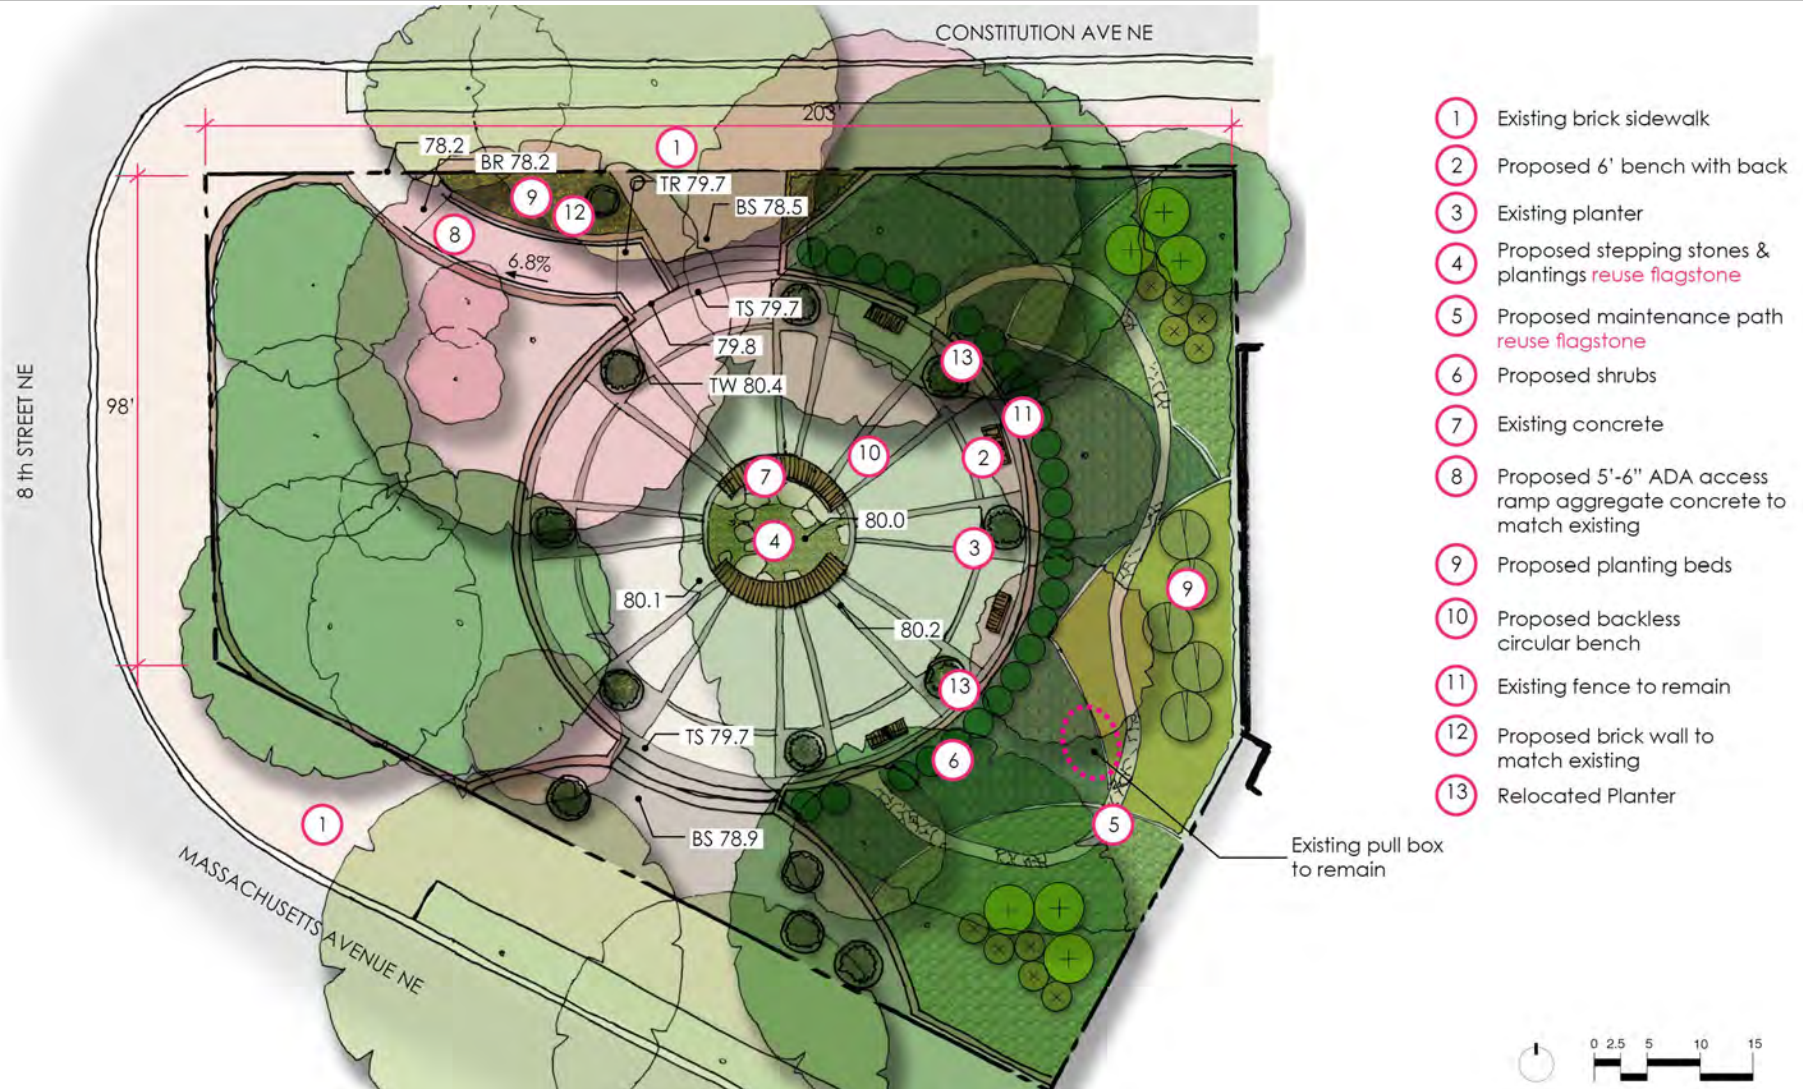 CONSTITUTION AVE NE
203'
1
78.2
BR 78.2
TR 79.7
9
12
BS 78.5
8
6.8%
TS 79.7
79.8
13
TW 80.4
98'
8 th STREET NE
11
10
2
7
80.0
4
3
9
80.1
80.2
13
TS 79.7
6
1
5
BS 78.9
MASSACHUSETTS AVENUE NE
Existing pull box
to remain
1 Existing brick sidewalk
2 Proposed 6' bench with back
3 Existing planter
4 Proposed stepping stones &
plantings reuse flagstone
5 Proposed maintenance path
reuse flagstone
6 Proposed shrubs
7 Existing concrete
8 Proposed 5'-6" ADA access
ramp aggregate concrete to
match existing
9 Proposed planting beds
10 Proposed backless
circular bench
11 Existing fence to remain
12 Proposed brick wall to
match existing
13 Relocated Planter
0 2.5 5 10 15